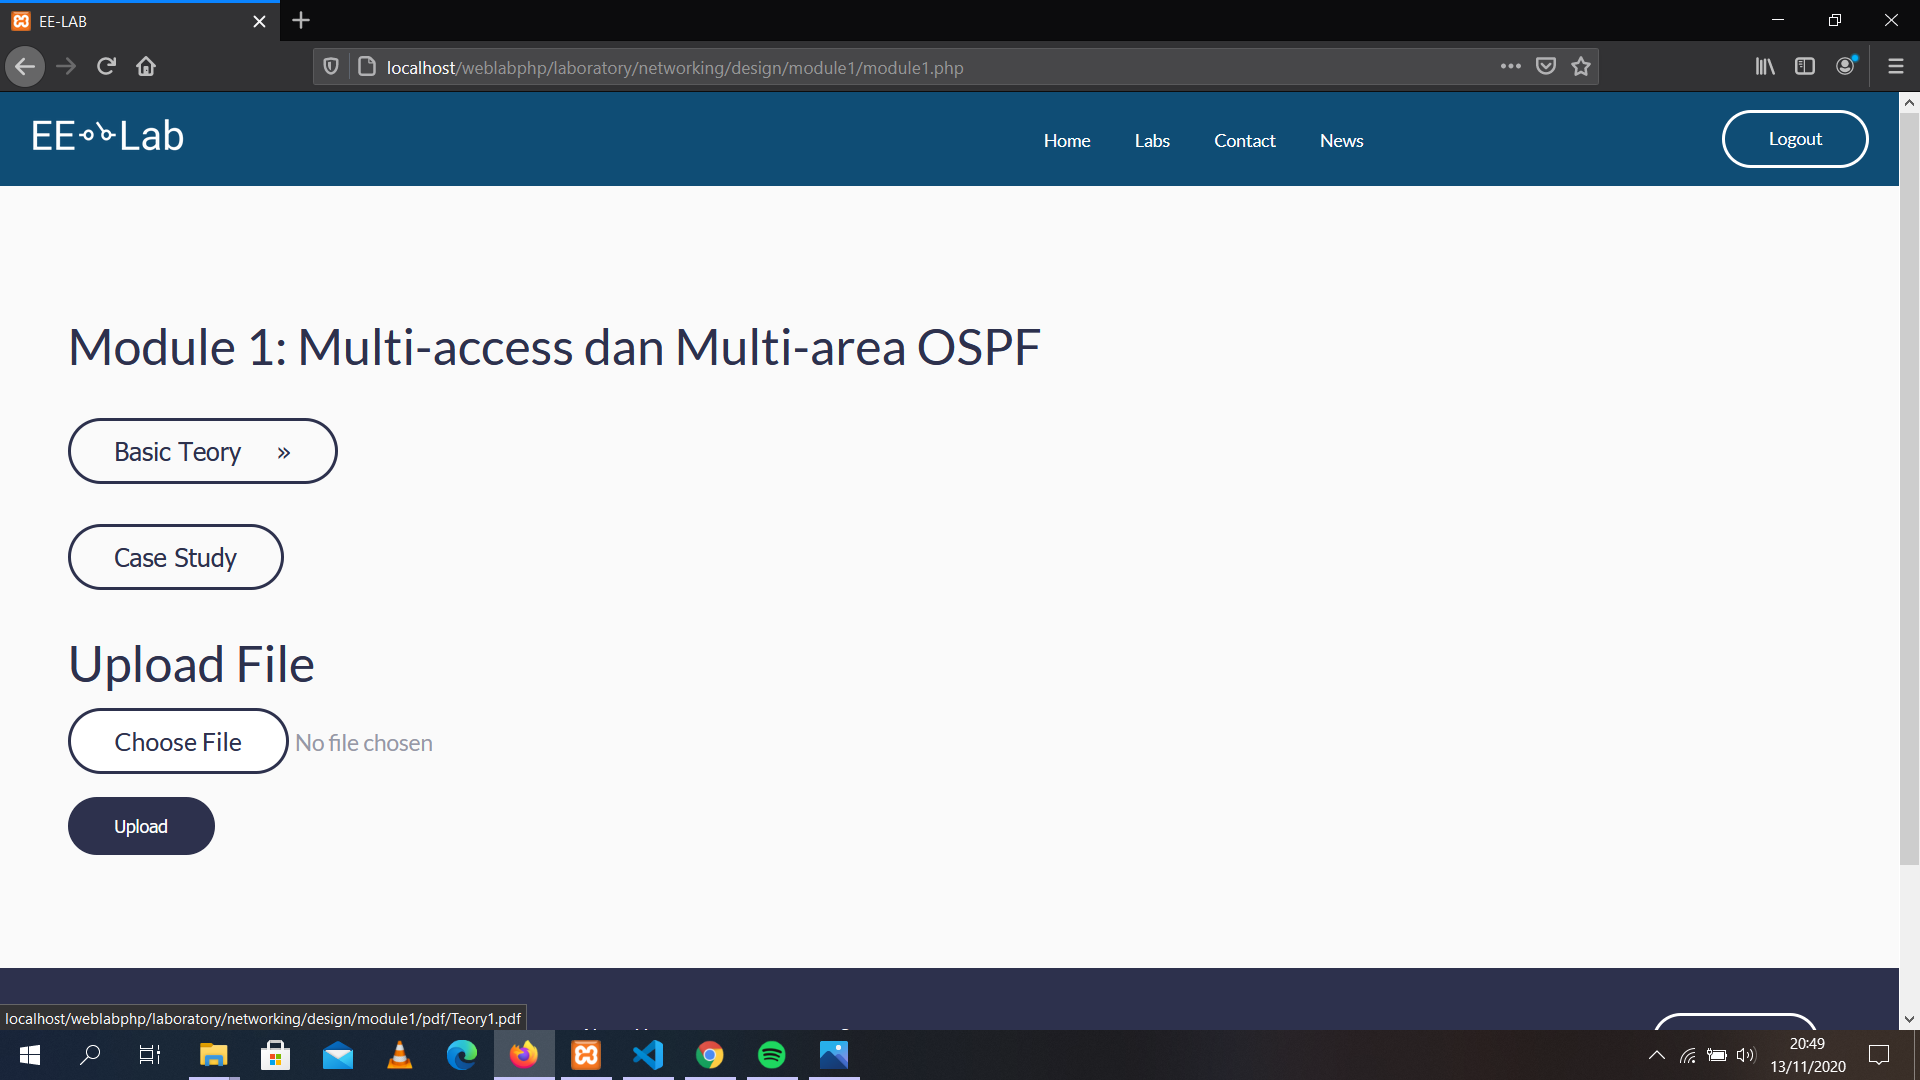 EE-LAB
localhost/weblabphp/laboratory/networking/design/module1/module1.php
EE Lab
Home
Labs
Contact
News
Logout
Module 1: Multi-access dan Multi-area OSPF
Basic Teory »
Case Study
Upload File
Choose File No file chosen
Upload
localhost/weblabphp/laboratory/networking/design/module1/pdf/Teory1.pdf
20:49
13/11/2020